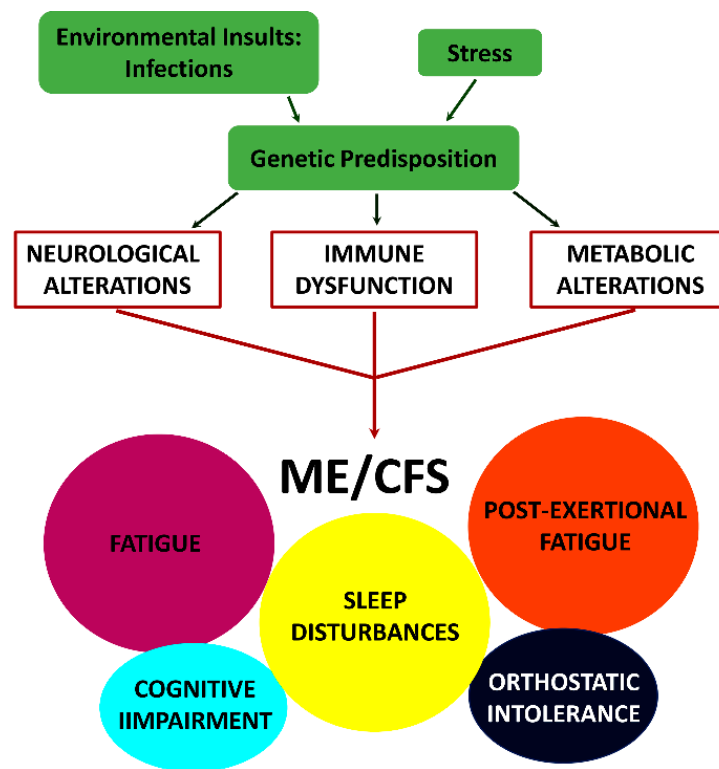 Environmental Insults:
Infections
Stress
Genetic Predisposition
NEUROLOGICAL
ALTERATIONS
IMMUNE
DYSFUNCTION
METABOLIC
ALTERATIONS
ME/CFS
FATIGUE
POST-EXERTIONAL
FATIGUE
SLEEP
DISTURBANCES
COGNITIVE
IIMPAIRMENT
ORTHOSTATIC
INTOLERANCE